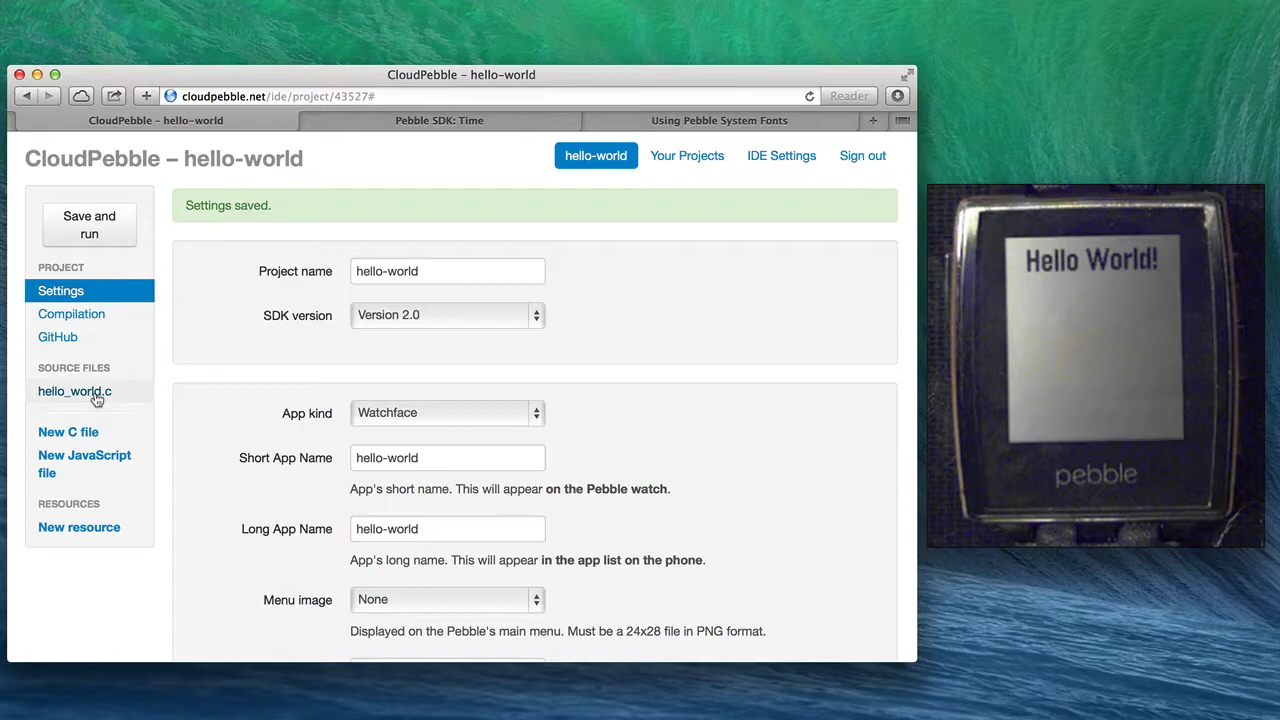 CloudPebble – hello-world
cloudpebble.net/ide/project/43527#
Reader
CloudPebble – hello-world
Pebble SDK: Time
Using Pebble System Fonts
CloudPebble – hello-world
hello-world
Your Projects
IDE Settings
Sign out
Save and
run
PROJECT
Settings
Compilation
GitHub
SOURCE FILES
hello_world.c
New C file
New JavaScript
file
RESOURCES
New resource
Settings saved.
Project name
hello-world
SDK version
Version 2.0
App kind
Watchface
Short App Name
hello-world
App's short name. This will appear on the Pebble watch.
Long App Name
hello-world
App's long name. This will appear in the app list on the phone.
Menu image
None
Displayed on the Pebble's main menu. Must be a 24x28 file in PNG format.
Hello World!
pebble